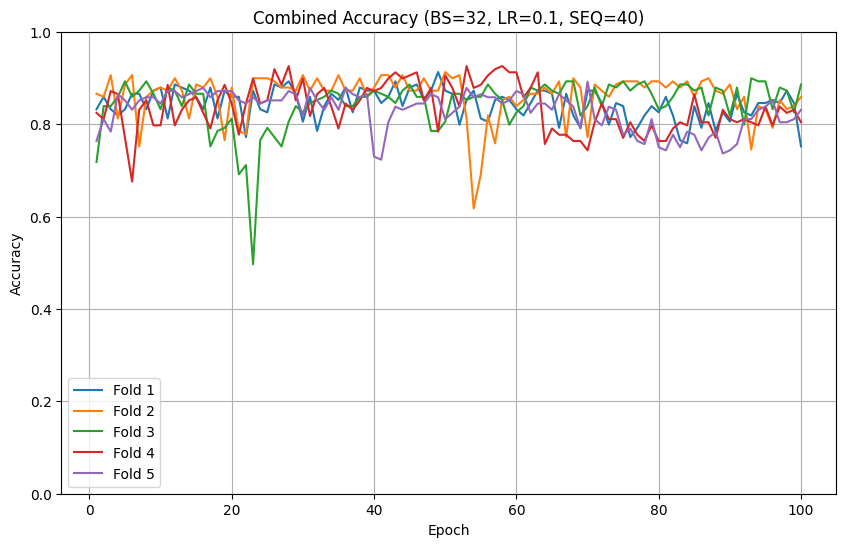 Combined Accuracy (BS=32, LR=0.1, SEQ=40)
1.0
0.8
0.6
0.4
0.2
0.0
Accuracy
Fold 1
Fold 2
Fold 3
Fold 4
Fold 5
0 20 40 60 80 100
Epoch